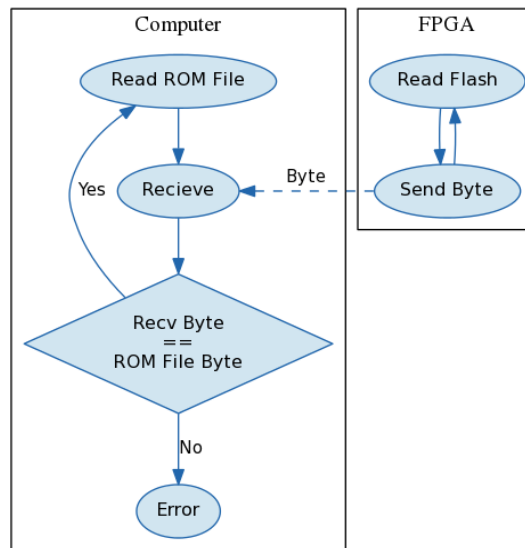 Computer
Read ROM File
Recieve
Yes
Recv Byte
==
ROM File Byte
No
Error
FPGA
Read Flash
Send Byte
Byte